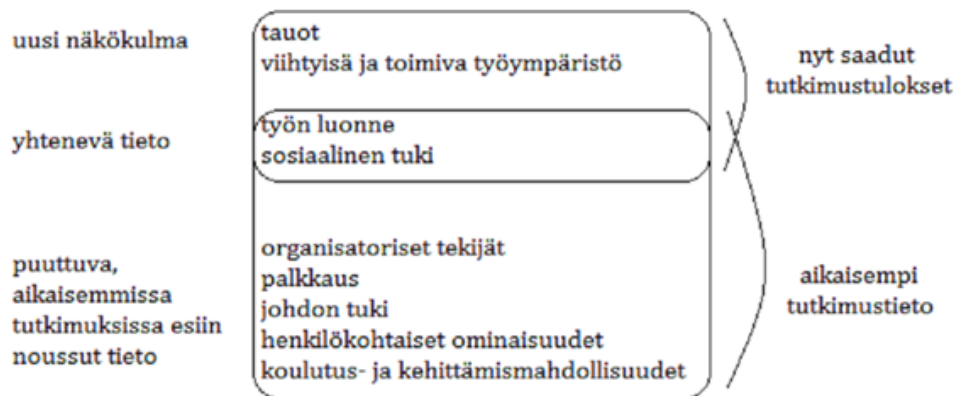 uusi näkökulma
tauot
viihtyisä ja toimiva työympäristö
nyt saadut
tutkimustulokset
yhtenevä tieto
työn luonne
sosiaalinen tuki
puuttuva,
aikaisemmissa
tutkimuksissa esiin
noussut tieto
organisatoriset tekijät
palkkaus
johdon tuki
henkilökohtaiset ominaisuudet
koulutus- ja kehittämismahdollisuudet
aikaisempi
tutkimustieto